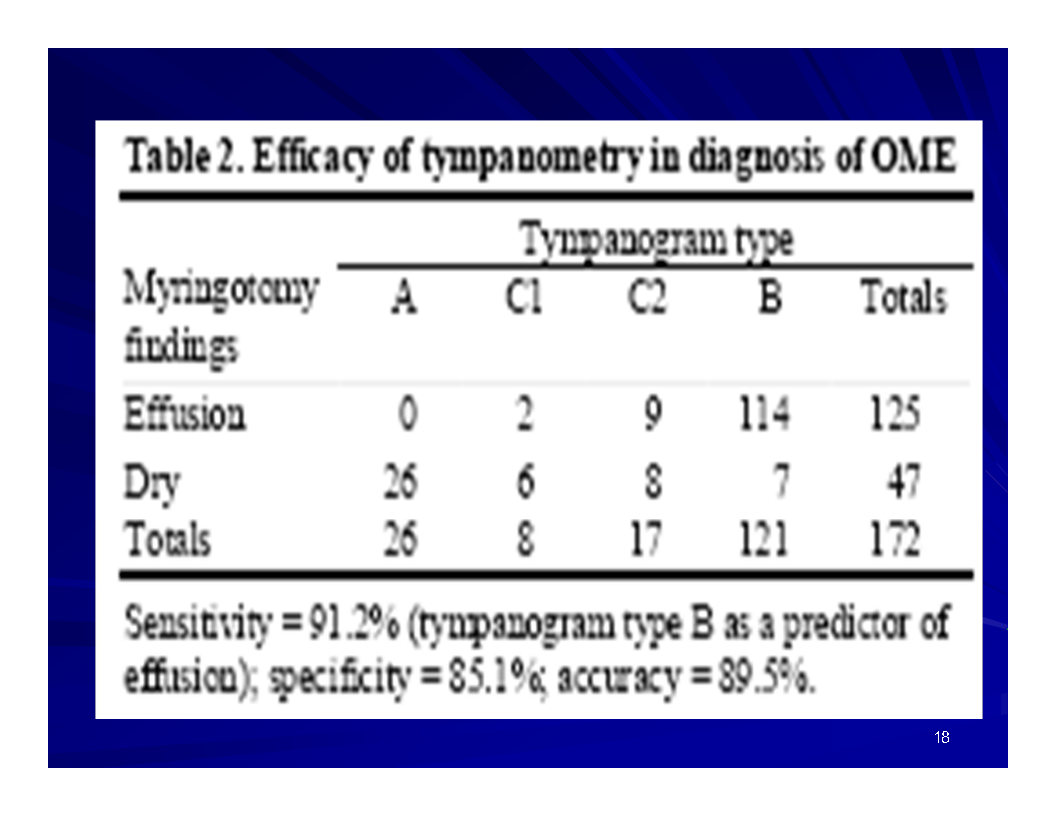 Table 2. Efficacy of tympanometry in diagnosis of OME
Tympanogram type
Myringotomy findings A C1 C2 B Totals
Effusion 0 2 9 114 125
Dry 26 6 8 7 47
Totals 26 8 17 121 172
Sensitivity = 91.2% (tympanogram type B as a predictor of
effusion); specificity = 85.1%; accuracy = 89.5%.
18